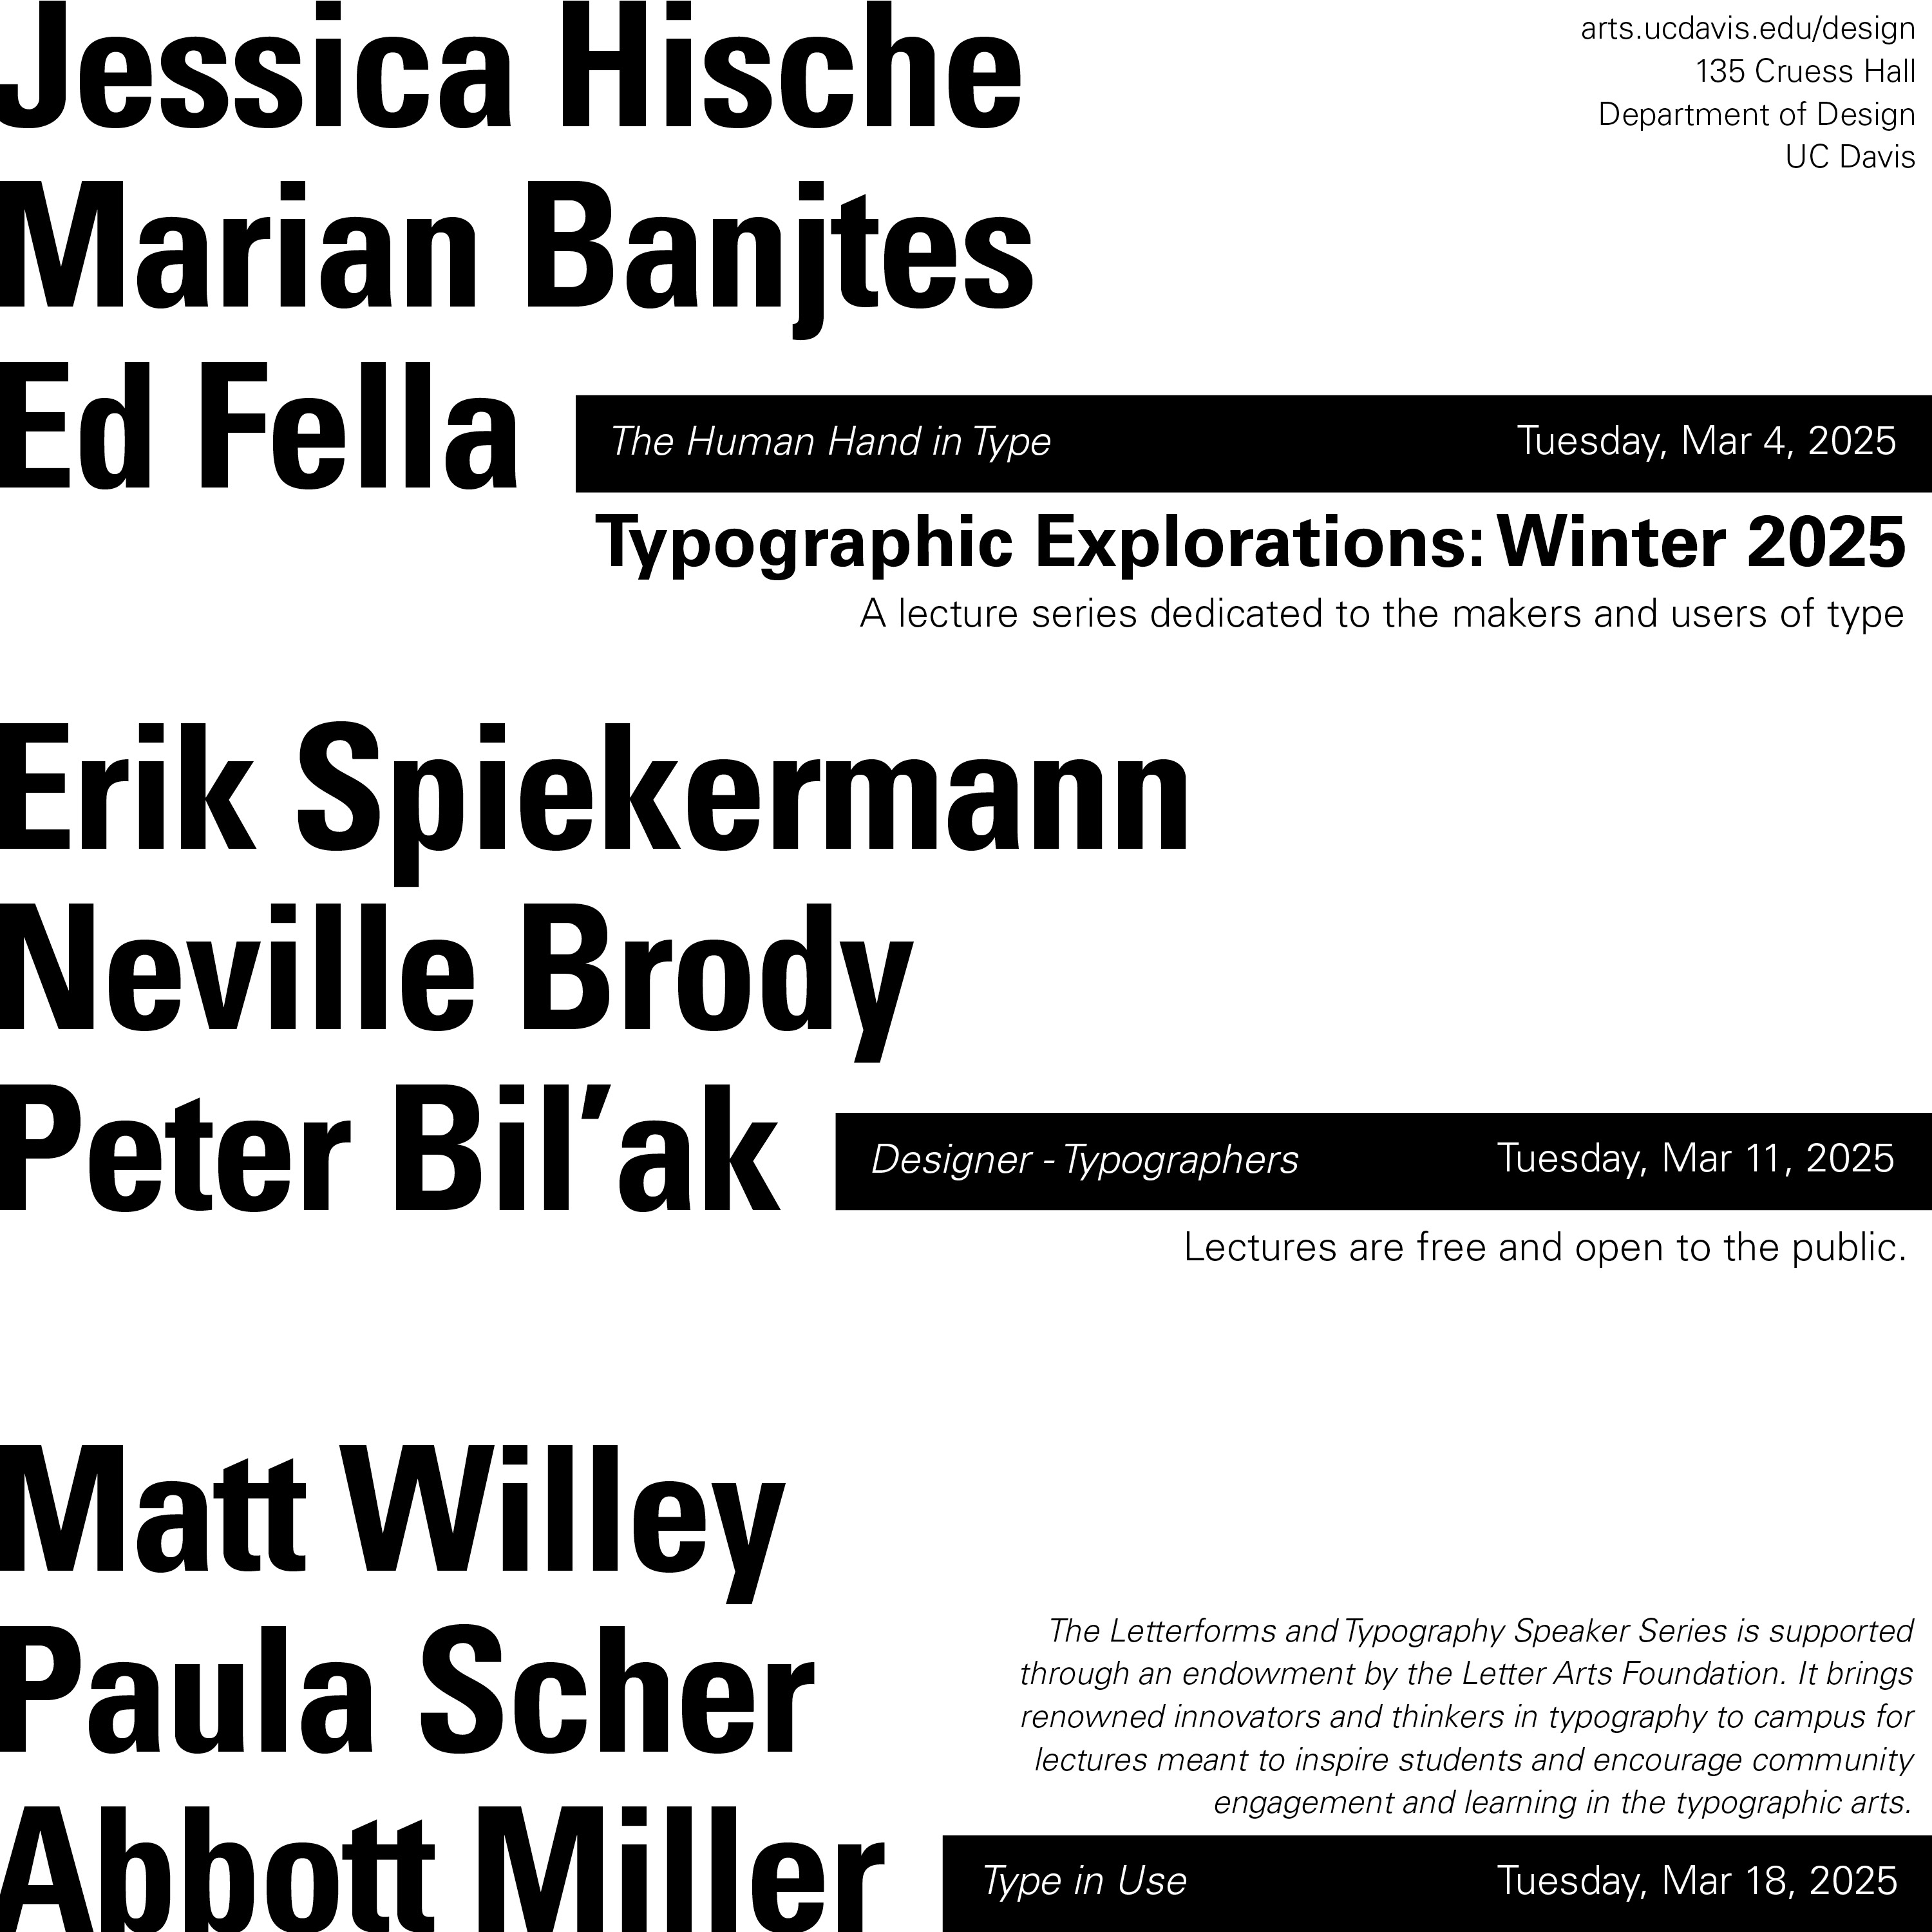 Jessica Hische
Marian Banjtes
Ed Fella
arts.ucdavis.edu/design
135 Cruess Hall
Department of Design
UC Davis
The Human Hand in Type Tuesday, Mar 4, 2025
Typographic Explorations: Winter 2025
A lecture series dedicated to the makers and users of type
Erik Spiekermann
Neville Brody
Peter Bil’ak
Designer - Typographers Tuesday, Mar 11, 2025
Lectures are free and open to the public.
Matt Willey
Paula Scher
Abbott Miller
The Letterforms and Typography Speaker Series is supported
through an endowment by the Letter Arts Foundation. It brings
renowned innovators and thinkers in typography to campus for
lectures meant to inspire students and encourage community
engagement and learning in the typographic arts.
Type in Use Tuesday, Mar 18, 2025